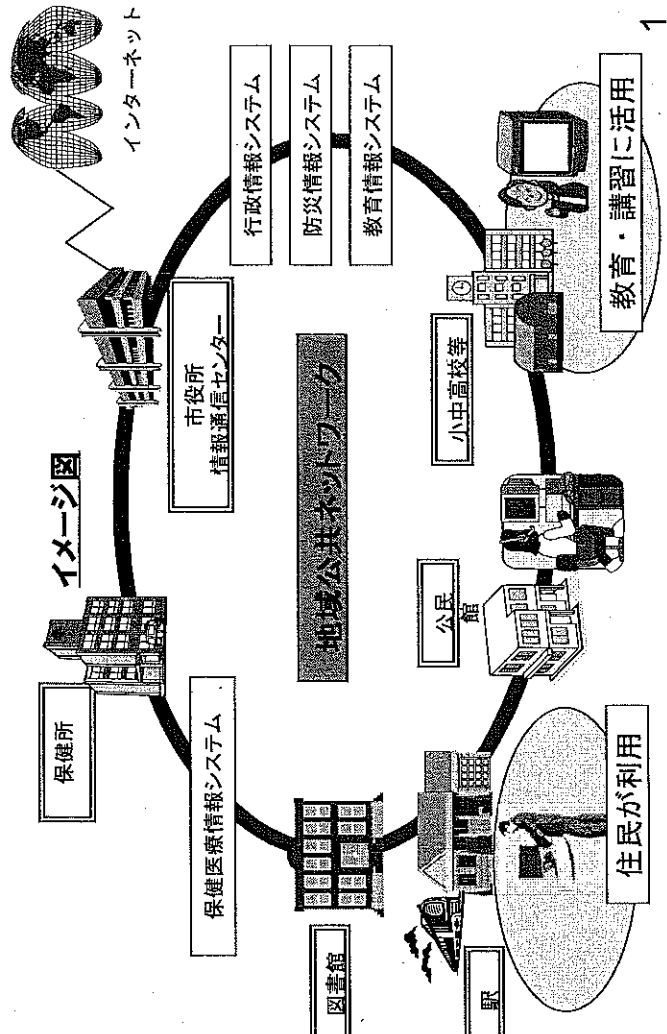 イメージ図
インターネット
保健所
市役所
情報通信センター
保健医療情報システム
行政情報システム
防災情報システム
教育情報システム
地域公共ネットワーク
図書館
駅
公民
館
小中高校等
住民が利用
教育・講習に活用
1